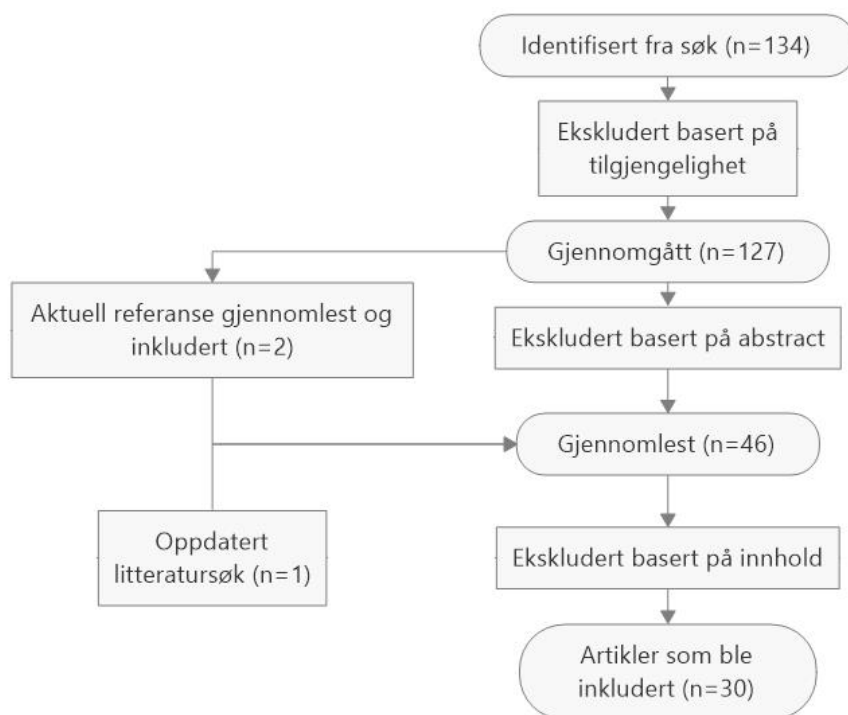 Identifisert fra søk (n=134)
Ekskludert basert på
tilgjengelighet
Gjennomgått (n=127)
Aktuell referanse gjennomlest og
inkludert (n=2)
Ekskludert basert på abstract
Gjennomlest (n=46)
Oppdatert
litteratursøk (n=1)
Ekskludert basert på innhold
Artikler som ble
inkludert (n=30)